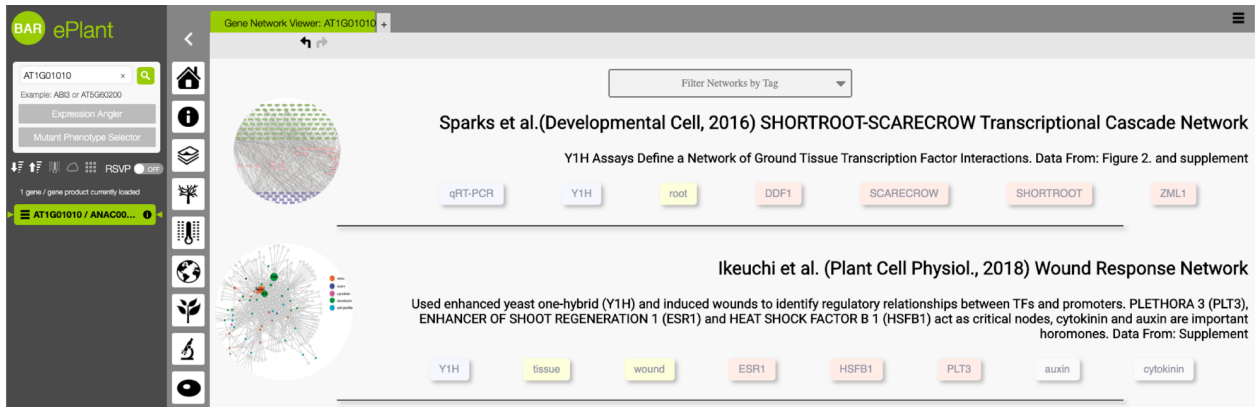 BAR ePlant
AT1G01010 ×
Example: ABI3 or AT5G60200
Expression Angler
Mutant Phenotype Selector
RSVP OFF
1 gene / gene product currently loaded
AT1G01010 / ANAC00...
Gene Network Viewer: AT1G01010 +
Filter Networks by Tag
Sparks et al.(Developmental Cell, 2016) SHORTROOT-SCARECROW Transcriptional Cascade Network
Y1H Assays Define a Network of Ground Tissue Transcription Factor Interactions. Data From: Figure 2. and supplement
qRT-PCR Y1H root DDF1 SCARECROW SHORTROOT ZML1
Ikeuchi et al. (Plant Cell Physiol., 2018) Wound Response Network
Used enhanced yeast one-hybrid (Y1H) and induced wounds to identify regulatory relationships between TFs and promoters. PLETHORA 3 (PLT3),
ENHANCER OF SHOOT REGENERATION 1 (ESR1) and HEAT SHOCK FACTOR B 1 (HSFB1) act as critical nodes, cytokinin and auxin are important
horomones. Data From: Supplement
Y1H tissue wound ESR1 HSFB1 PLT3 auxin cytokinin